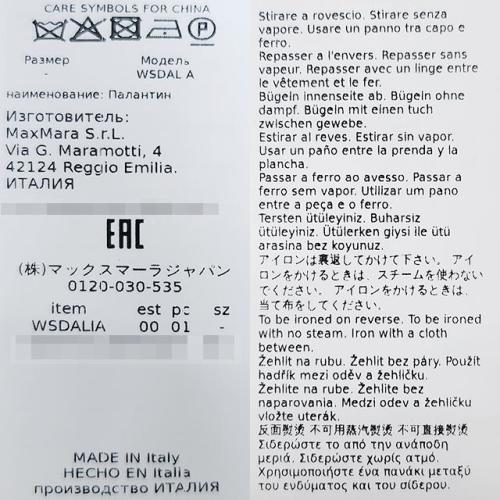 CARE SYMBOLS FOR CHINA
P
Размер Модель
- WSDAL A
наименование: Палантин
Изготовитель:
MaxMara S.r.L.
Via G. Maramotti, 4
42124 Reggio Emilia.
ИТАЛИЯ
EAC
(株)マックスマーラジャパン
0120-030-535
item est pc sz
WSDALIA 00 01 -
MADE IN Italy
HECHO EN Italia
производство ИТАЛИЯ
Stirare a rovescio. Stirare senza
vapore. Usare un panno tra capo e
ferro.
Repasser a l'envers. Repasser sans
vapeur. Repasser avec un linge entre
le vêtement et le fer.
Bügeln innenseite ab. Bügeln ohne
dampf. Bügeln mit einen tuch
zwischen gewebe.
Estirar al reves. Estirar sin vapor.
Usar un paño entre la prenda y la
plancha.
Passar a ferro ao avesso. Passar a
ferro sem vapor. Utilizar um pano
entre a peça e o ferro.
Tersten ütüleyiniz. Buharsiz
ütüleyiniz. Ütülerken giysi ile ütü
arasina bez koyunuz.
アイロンは裏返してかけて下さい。 アイ
ロンをかけるときは、スチームを使わない
でください。 アイロンをかけるときは、
当て布をしてください。
To be ironed on reverse. To be ironed
with no steam. Iron with a cloth
between.
Žehlit na rubu. Žehlit bez páry. Použít
hadřík mezi oděv a žehličku.
Žehlite na rube. Žehlite bez
naparovania. Medzi odev a žehličku
vložte uterák.
反面熨烫 不可用蒸汽熨烫 不可直接熨烫
Σιδερώστε το από την ανάποδη
μεριά. Σιδερώστε χωρίς ατμό.
Χρησιμοποιήστε ένα πανάκι μεταξύ
του ενδύματος και του σίδερου.